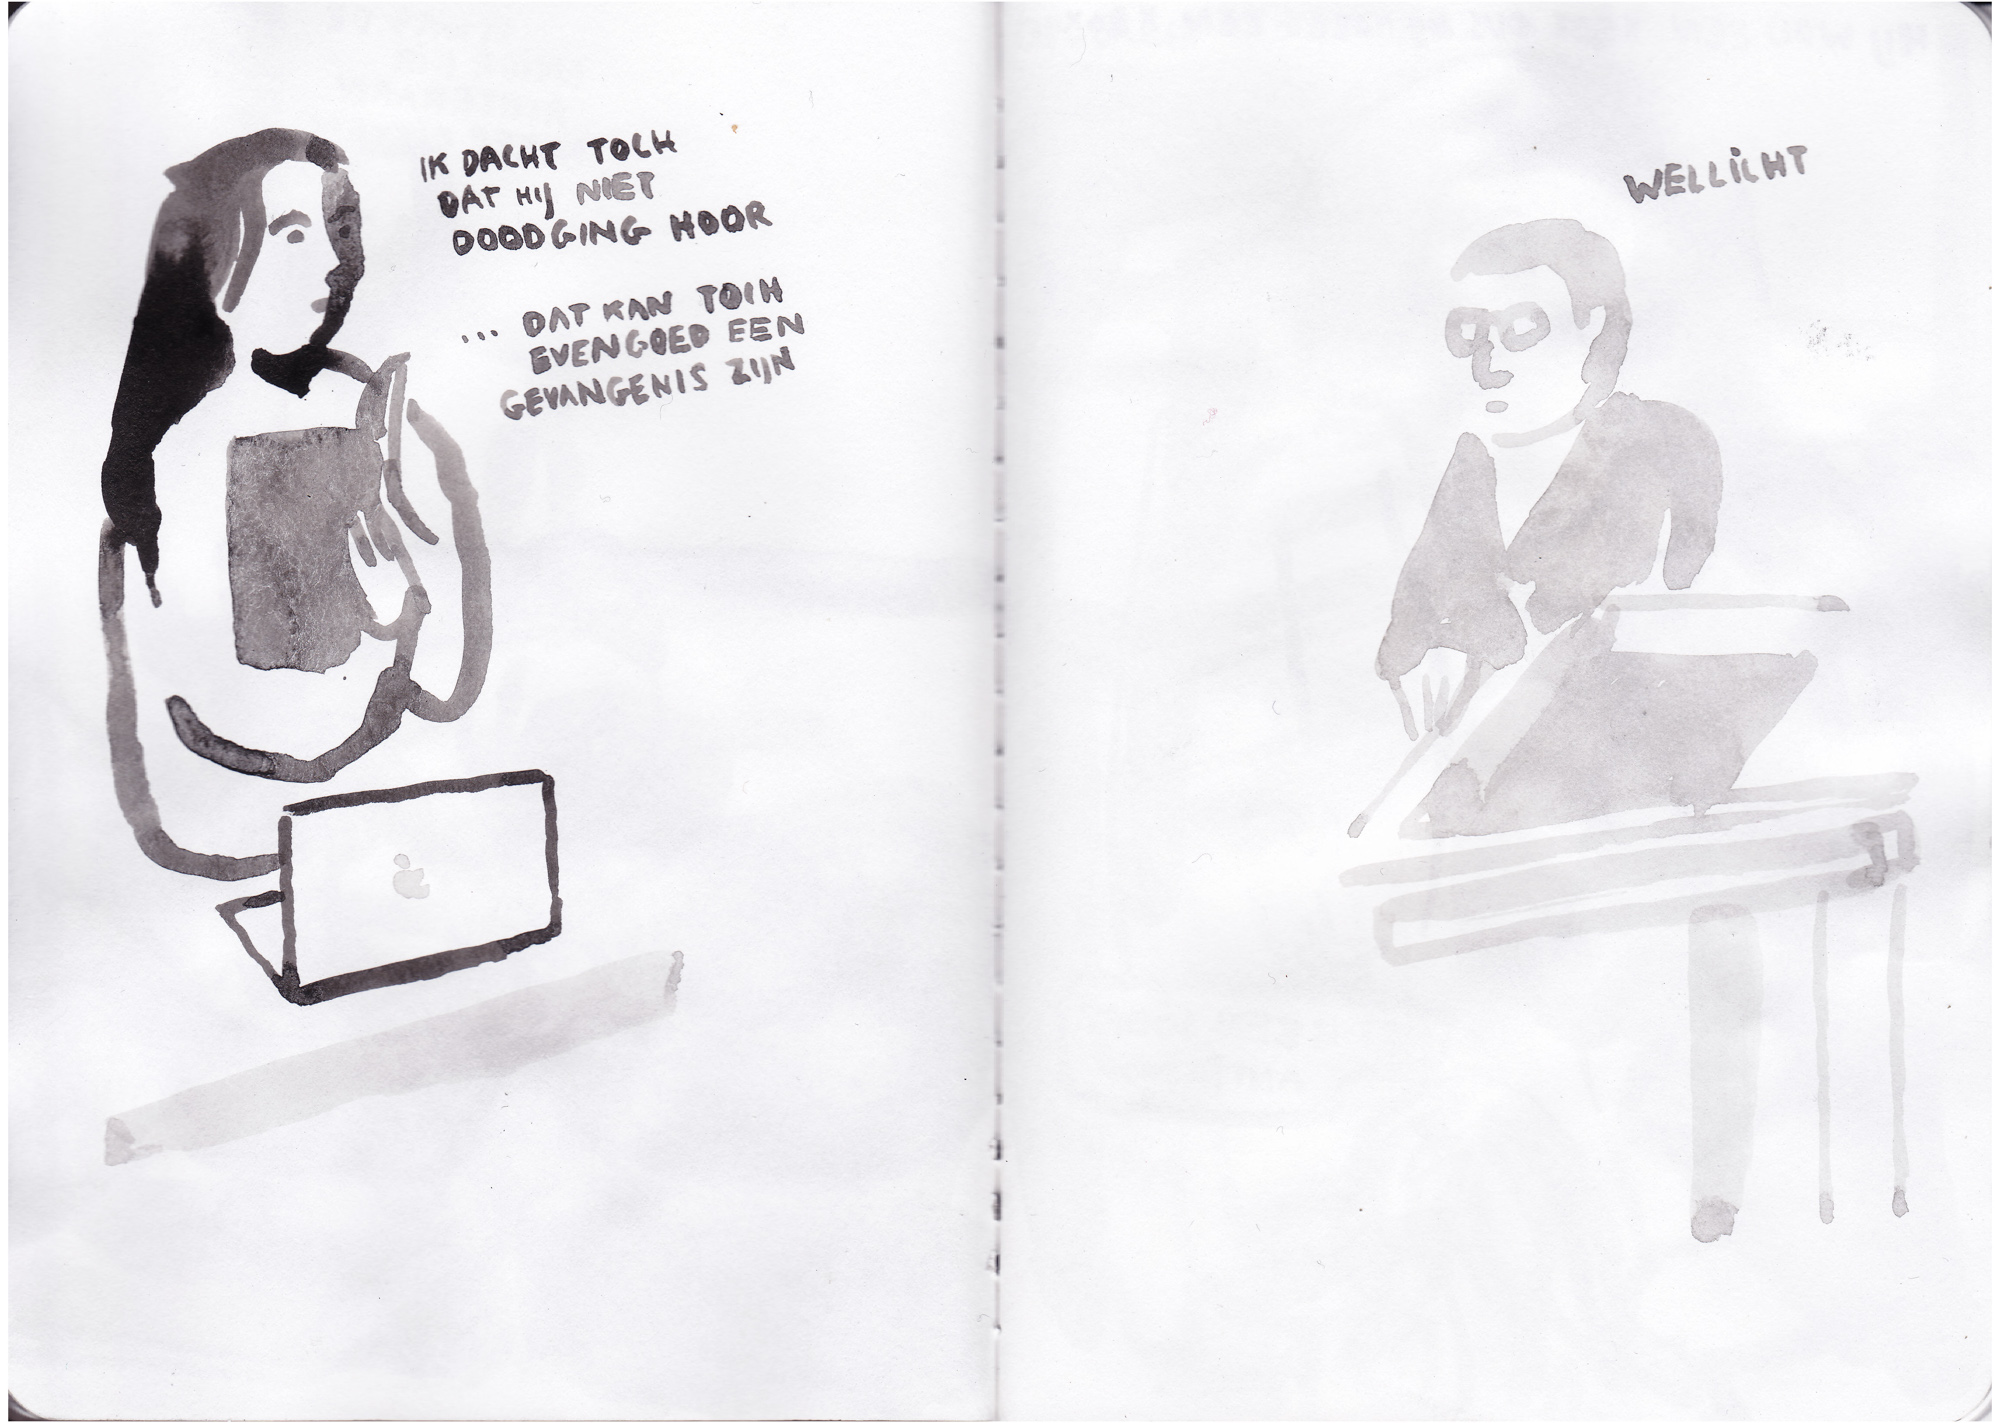 IK DACHT TOCH
DAT HIJ NIET
DOODGING HOOR
... DAT KAN TOCH
EVENGOED EEN
GEVANGENIS ZIJN
WELLICHT